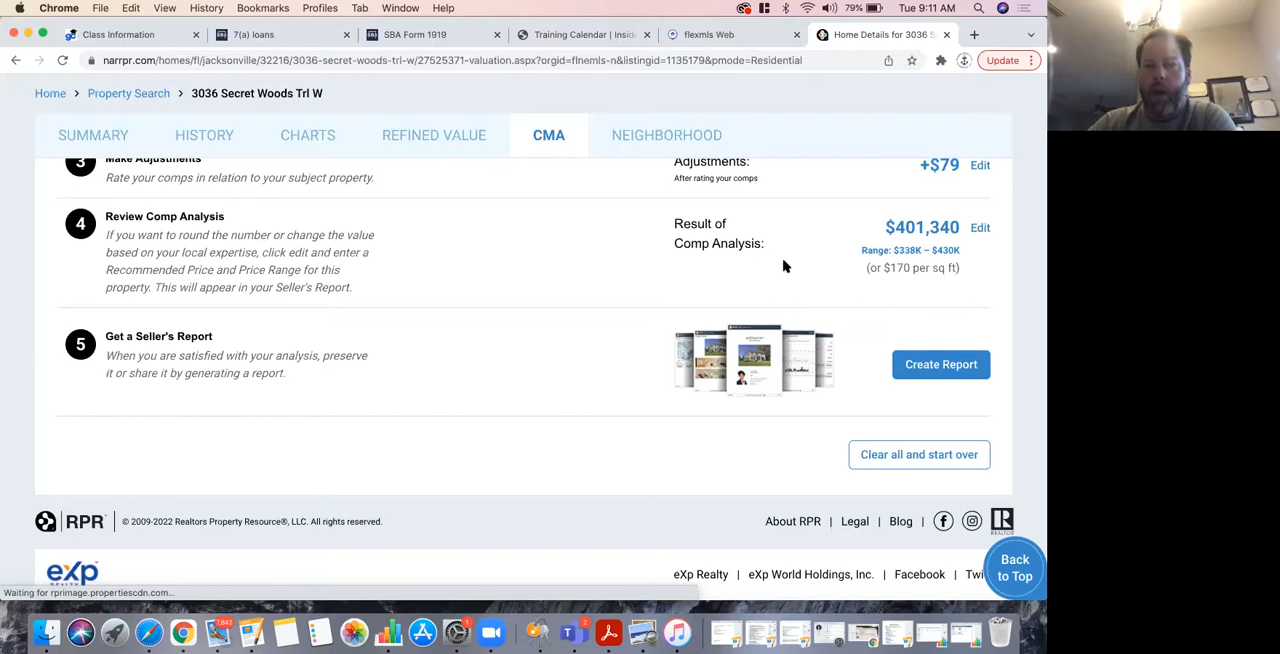 Chrome File Edit View History Bookmarks Profiles Tab Window Help 79% Tue 9:11 AM
Class Information 7(a) loans SBA Form 1919 Training Calendar | Insid flexmls Web Home Details for 3036 S
narrpr.com/homes/fl/jacksonville/32216/3036-secret-woods-trl-w/27525371-valuation.aspx?orgid=flnemls-n&listingid=1135179&pmode=Residential Update
Home > Property Search > 3036 Secret Woods Trl W
SUMMARY HISTORY CHARTS REFINED VALUE CMA NEIGHBORHOOD
3 Make Adjustments
Rate your comps in relation to your subject property.
Adjustments:
After rating your comps
+$79 Edit
4 Review Comp Analysis
If you want to round the number or change the value
based on your local expertise, click edit and enter a
Recommended Price and Price Range for this
property. This will appear in your Seller's Report.
Result of
Comp Analysis:
$401,340 Edit
Range: $338K – $430K
(or $170 per sq ft)
5 Get a Seller's Report
When you are satisfied with your analysis, preserve
it or share it by generating a report.
Create Report
Clear all and start over
RPR © 2009-2022 Realtors Property Resource®, LLC. All rights reserved.
About RPR | Legal | Blog |
REALTOR
Back
to Top
eXp
REALTY
eXp Realty | eXp World Holdings, Inc. | Facebook | Twi
Waiting for rprimage.propertiescdn.com...
7,842 1 2